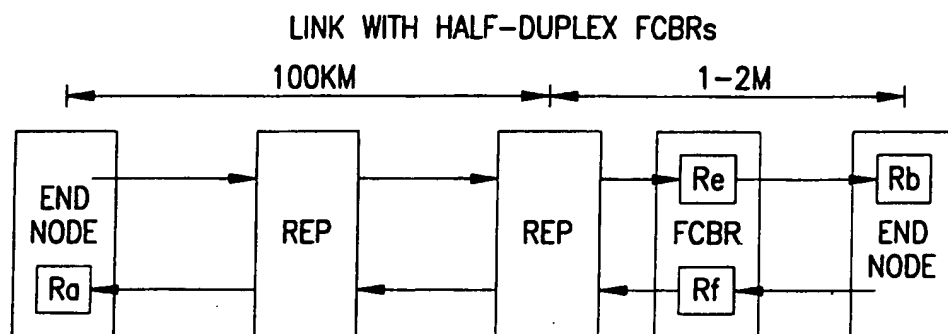 LINK WITH HALF-DUPLEX FCBRs
100KM
1-2M
END
NODE
Ra
REP
REP
Re
FCBR
Rf
Rb
END
NODE